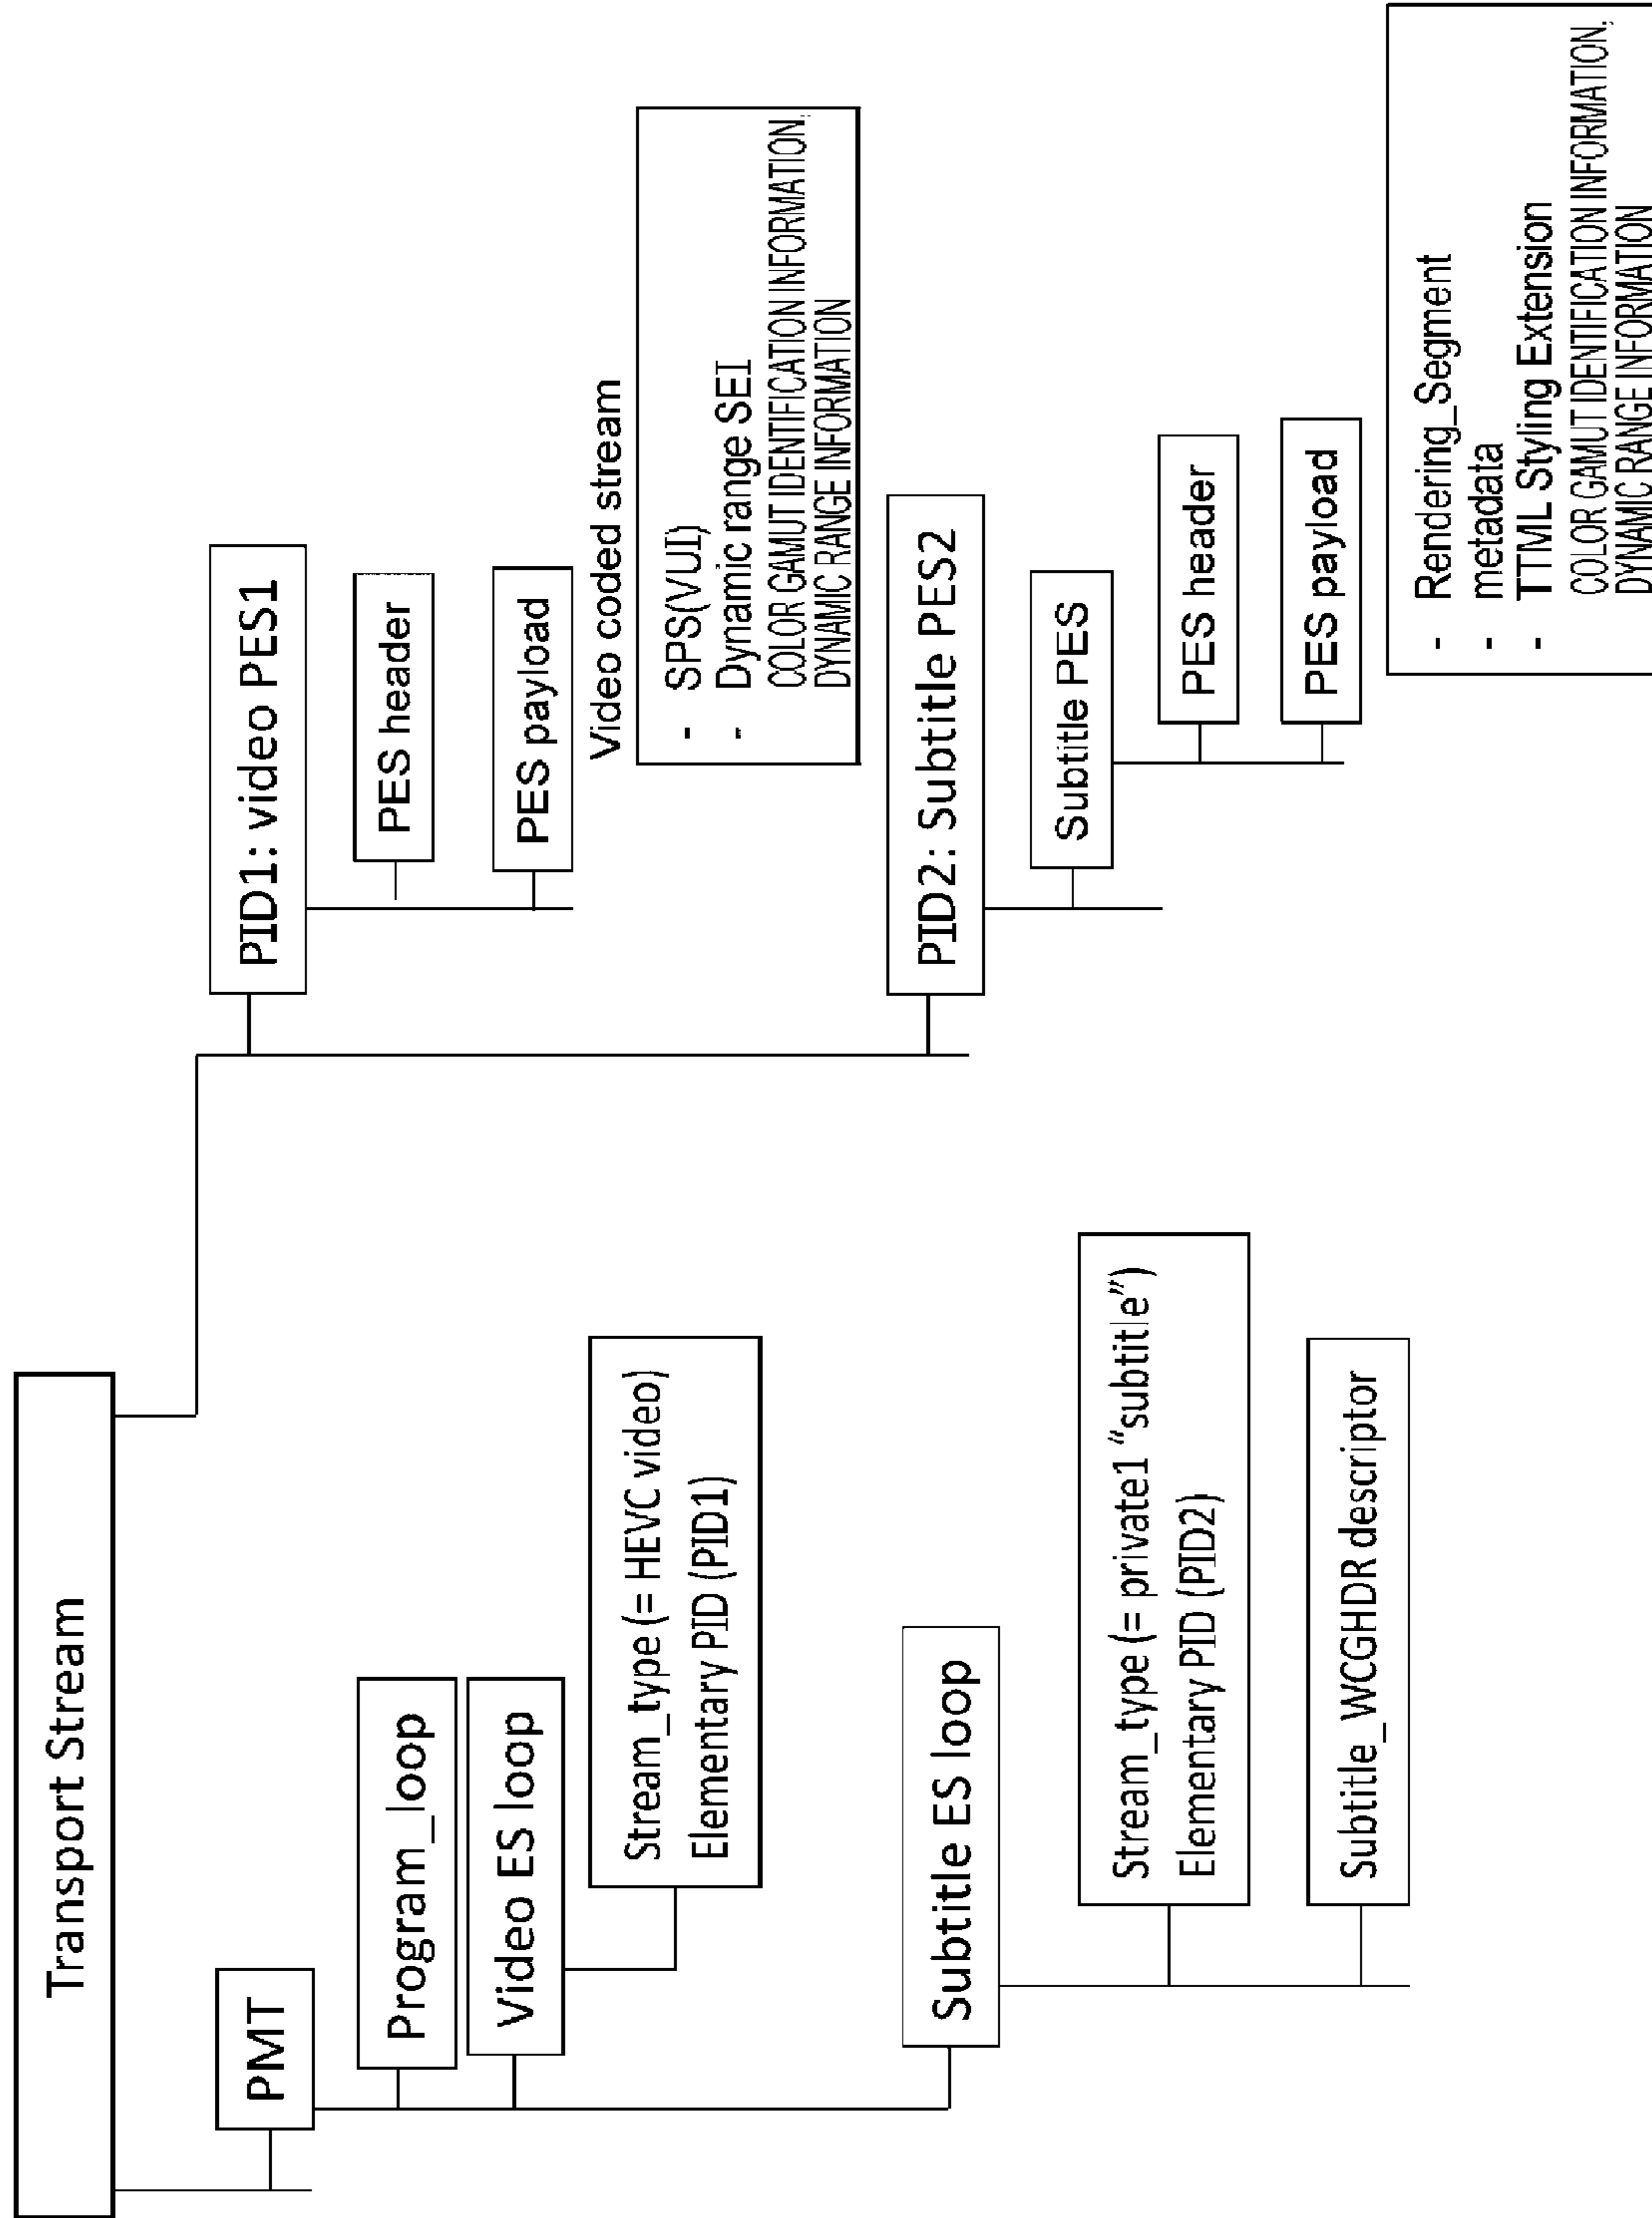 Transport Stream
PMT
Program_loop
Video ES loop
Stream_type (= HEVC video)
Elementary PID (PID1)
Subtitle ES loop
Stream_type (= private1 “subtitle”)
Elementary PID (PID2)
Subtitle_WCGHDR descriptor
PID1: video PES1
PES header
PES payload
Video coded stream
- SPS(VUI)
- Dynamic range SEI
COLOR GAMUT IDENTIFICATION INFORMATION,
DYNAMIC RANGE INFORMATION
PID2: Subtitle PES2
Subtitle PES
PES header
PES payload
- Rendering_Segment
- metadata
- TTML Styling Extension
COLOR GAMUT IDENTIFICATION INFORMATION,
DYNAMIC RANGE INFORMATION